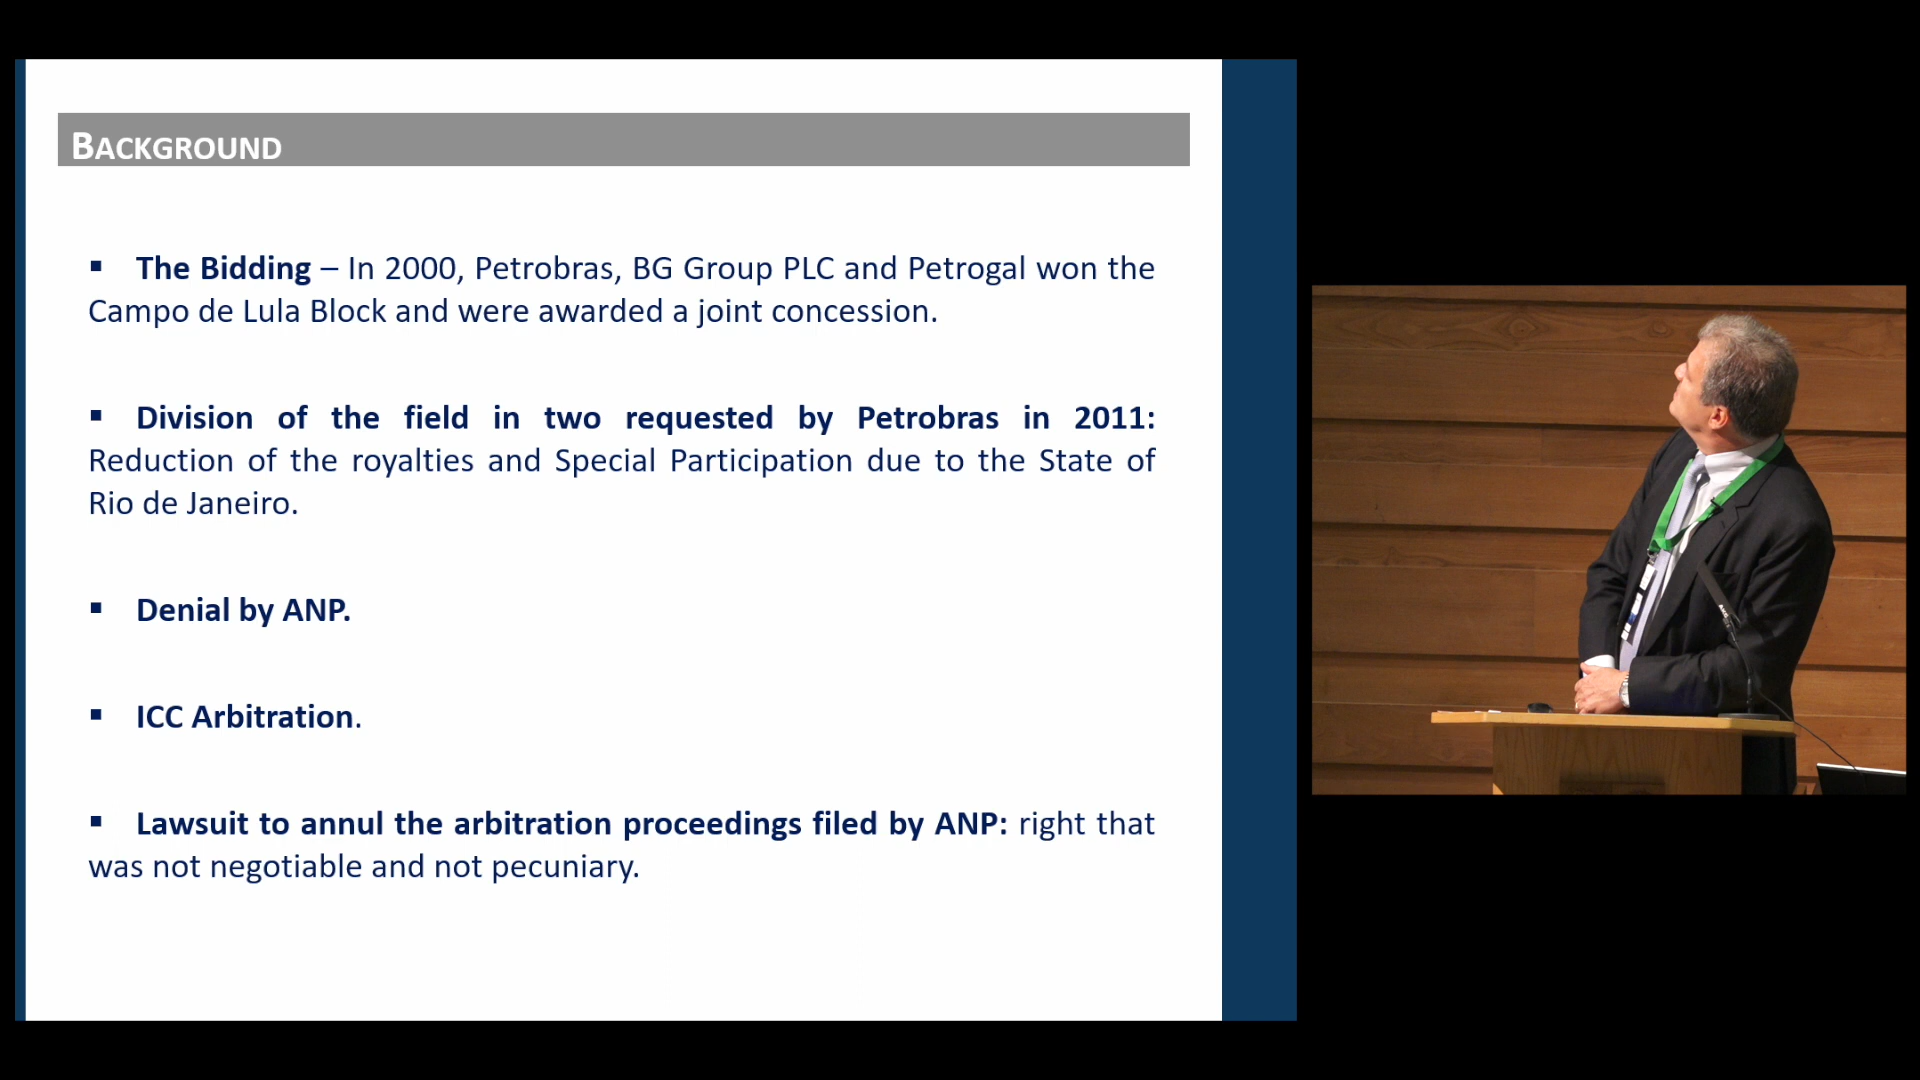 BACKGROUND
▪ The Bidding – In 2000, Petrobras, BG Group PLC and Petrogal won the
Campo de Lula Block and were awarded a joint concession.
▪ Division of the field in two requested by Petrobras in 2011:
Reduction of the royalties and Special Participation due to the State of
Rio de Janeiro.
▪ Denial by ANP.
▪ ICC Arbitration.
▪ Lawsuit to annul the arbitration proceedings filed by ANP: right that
was not negotiable and not pecuniary.